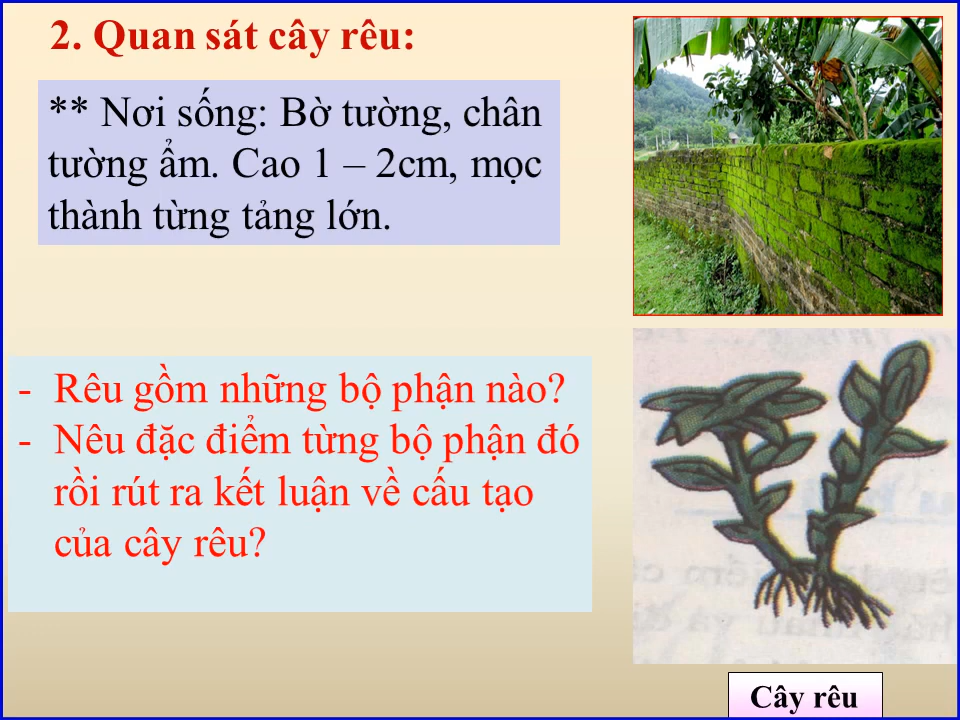 2. Quan sát cây rêu:
** Nơi sống: Bờ tường, chân
tường ẩm. Cao 1 – 2cm, mọc
thành từng tảng lớn.
- Rêu gồm những bộ phận nào?
- Nêu đặc điểm từng bộ phận đó
rồi rút ra kết luận về cấu tạo
của cây rêu?
Cây rêu